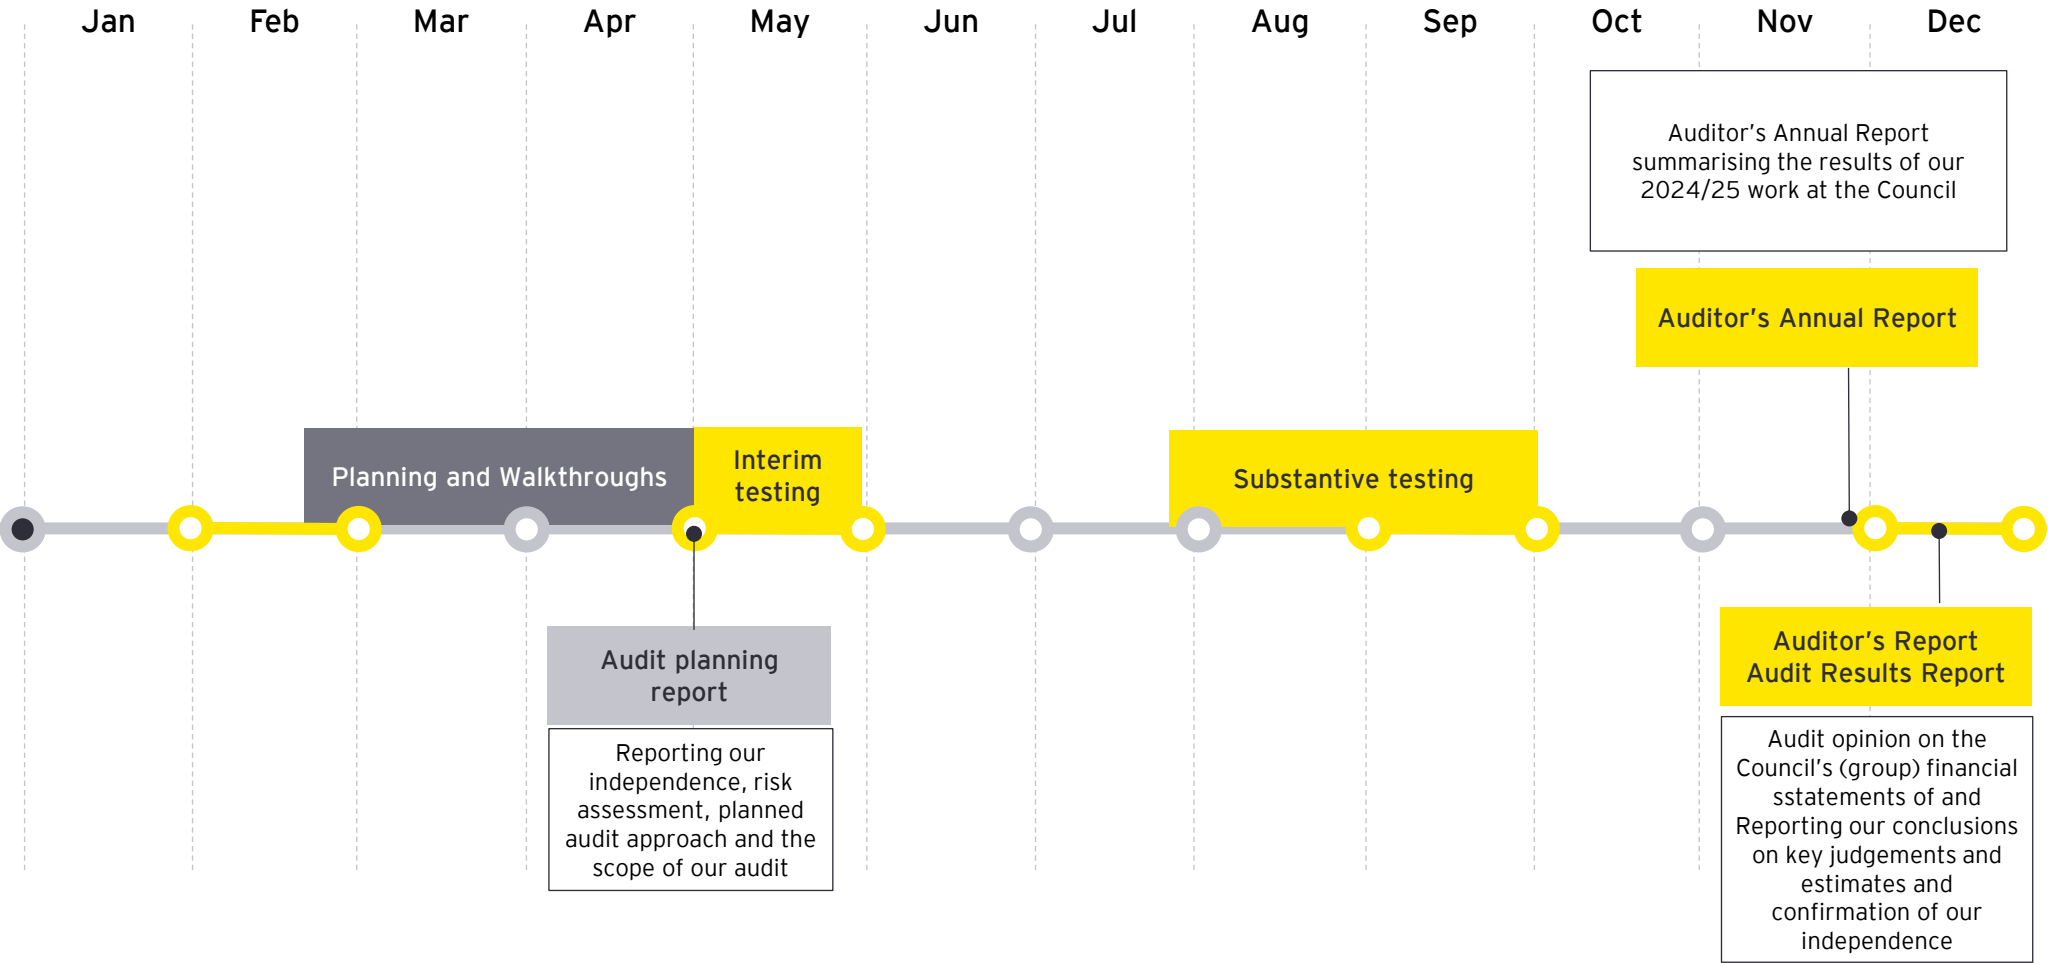 Jan Feb Mar Apr May Jun Jul Aug Sep Oct Nov Dec
Auditor's Annual Report
summarising the results of our
2024/25 work at the Council
Auditor's Annual Report
Planning and Walkthroughs
Interim
testing
Substantive testing
Audit planning
report
Reporting our
independence, risk
assessment, planned
audit approach and the
scope of our audit
Auditor's Report
Audit Results Report
Audit opinion on the
Council's (group) financial
sstatements of and
Reporting our conclusions
on key judgements and
estimates and
confirmation of our
independence